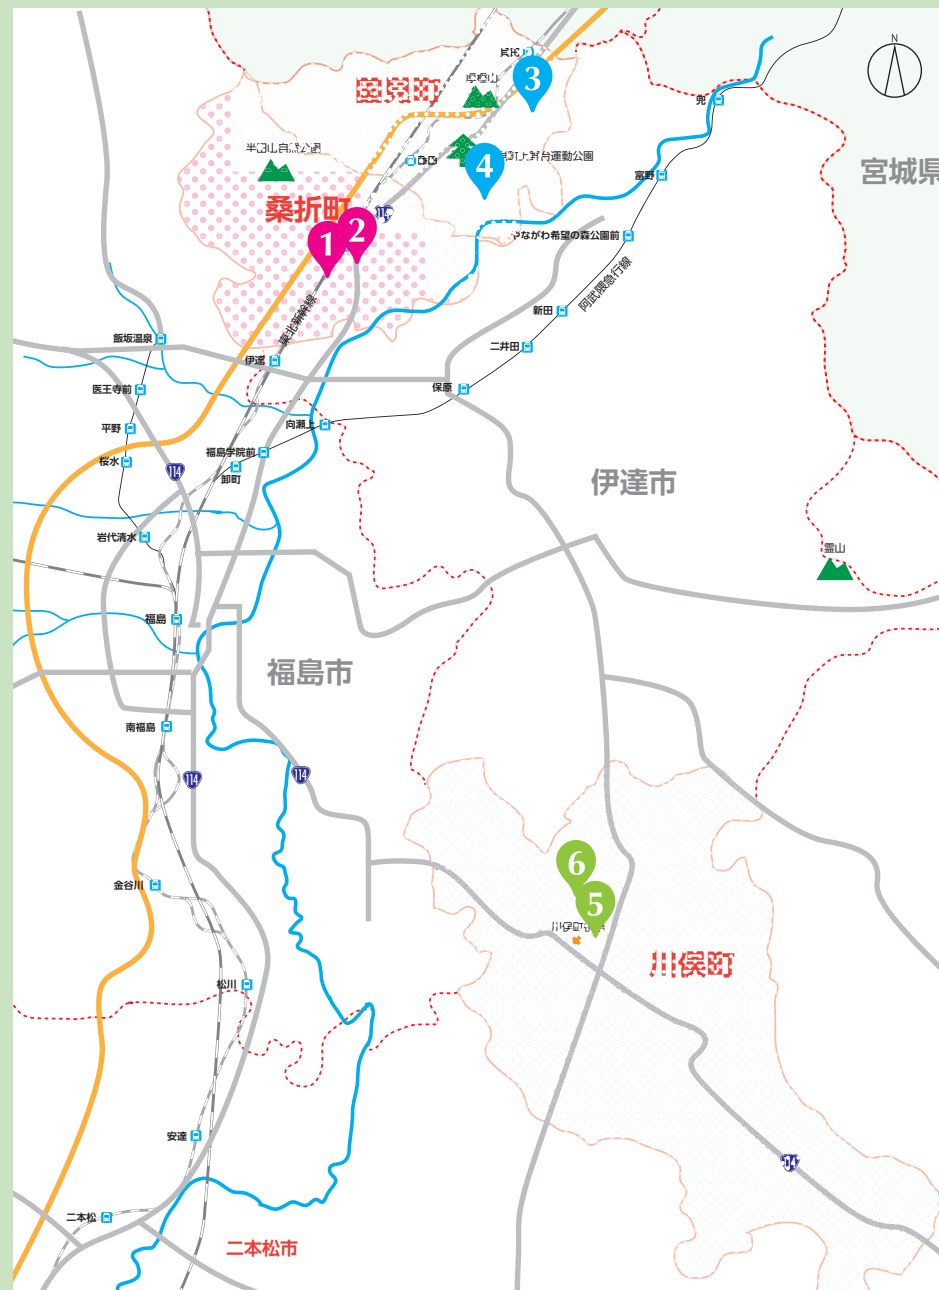 N
3
兜
4
富野
宮城県
桑折町
1
2
やながわ希望の森公園前
阿武隈急行線
新田
飯坂温泉
二井田
伊達
医王寺前
保原
平野
向瀬上
福島学院前
桜水
114
卸町
伊達市
岩代清水
霊山
福島
福島市
南福島
114
114
6
5
金谷川
川俣町
松川
安達
二本松
二本松市